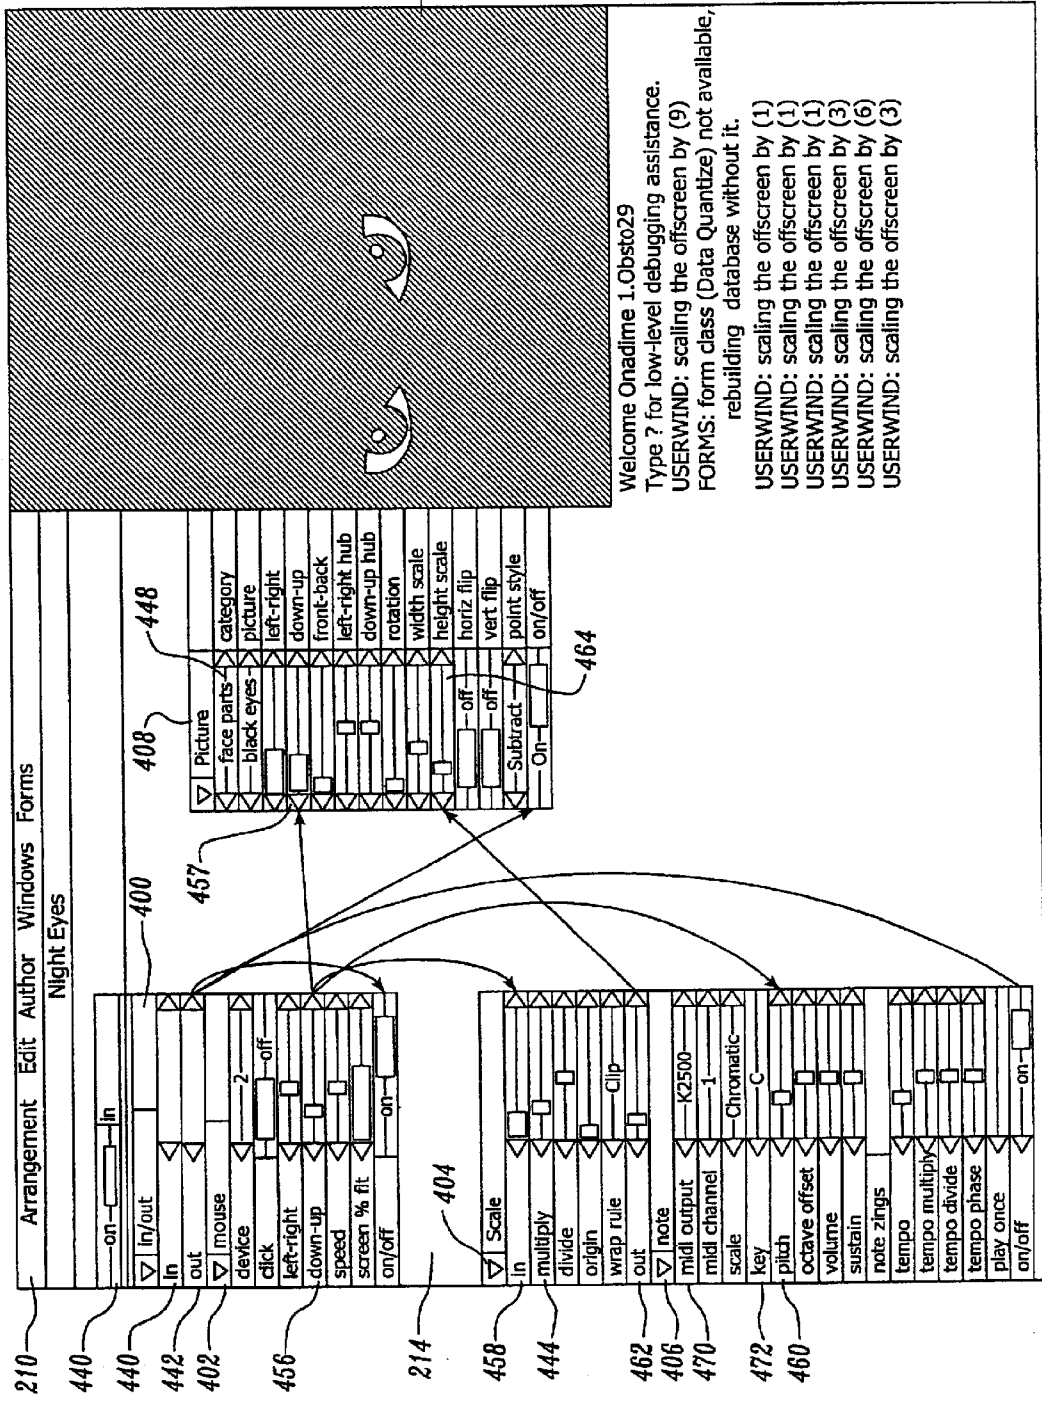 Arrangement Edit Author Windows Forms
Night Eyes
on in
In/out
In
out
mouse
device 2
click off
left-right
down-up
speed
screen % fit
on/off on
Scale
in
multiply
divide
origin
wrap rule Clip
out
note
midi output K2500
midi channel 1
scale Chromatic
key C
pitch
octave offset
volume
sustain
note zings
tempo
tempo multiply
tempo divide
tempo phase
play once
on/off on
Picture
face parts category
black eyes picture
left-right
down-up
front-back
left-right hub
down-up hub
rotation
width scale
height scale
off horiz flip
off vert flip
Subtract point style
On on/off
Welcome Onadime 1.Obsto29
Type ? for low-level debugging assistance.
USERWIND: scaling the offscreen by (9)
FORMS: form class (Data Quantize) not available,
rebuilding database without it.
USERWIND: scaling the offscreen by (1)
USERWIND: scaling the offscreen by (1)
USERWIND: scaling the offscreen by (1)
USERWIND: scaling the offscreen by (3)
USERWIND: scaling the offscreen by (6)
USERWIND: scaling the offscreen by (3)
210
440
440
442
402
456
214
458
444
462
406
470
472
460
400
404
408
448
457
464